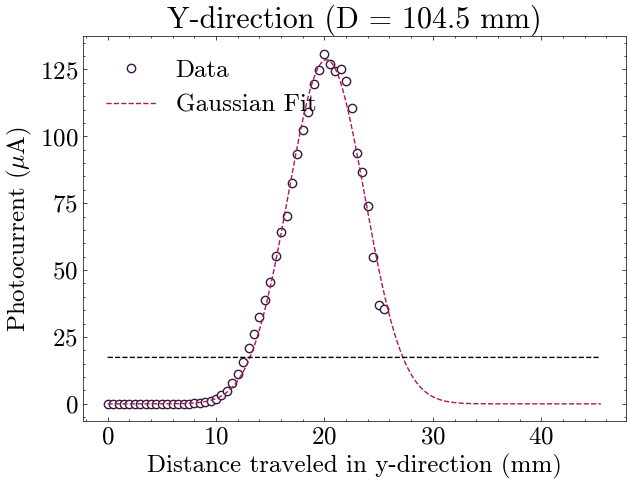 Y-direction (D = 104.5 mm)
Data
Gaussian Fit
125
100
75
50
25
0
Photocurrent (μA)
0 10 20 30 40
Distance traveled in y-direction (mm)